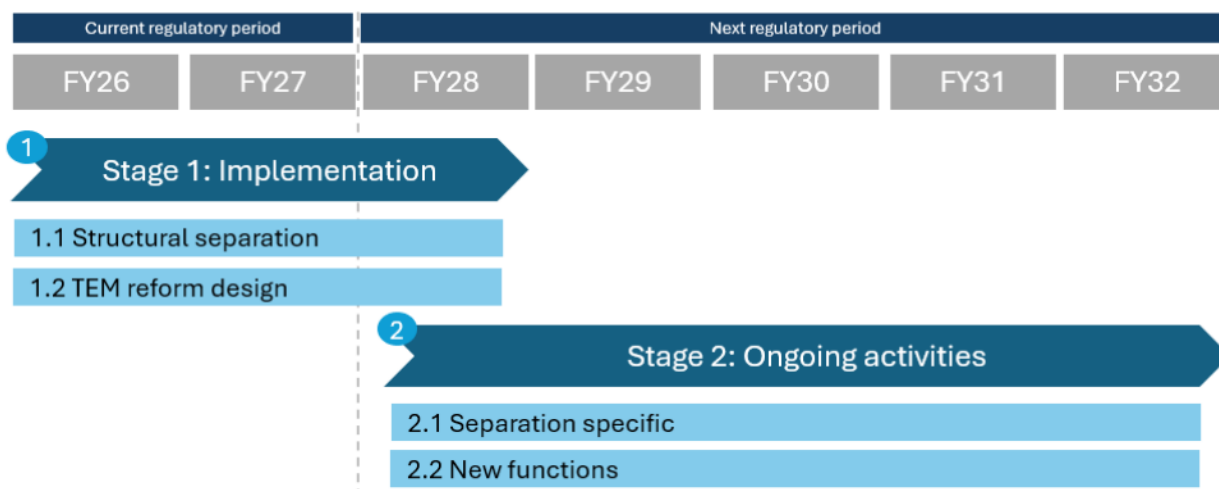 Current regulatory period
Next regulatory period
FY26 FY27 FY28 FY29 FY30 FY31 FY32
1
Stage 1: Implementation
1.1 Structural separation
1.2 TEM reform design
2
Stage 2: Ongoing activities
2.1 Separation specific
2.2 New functions